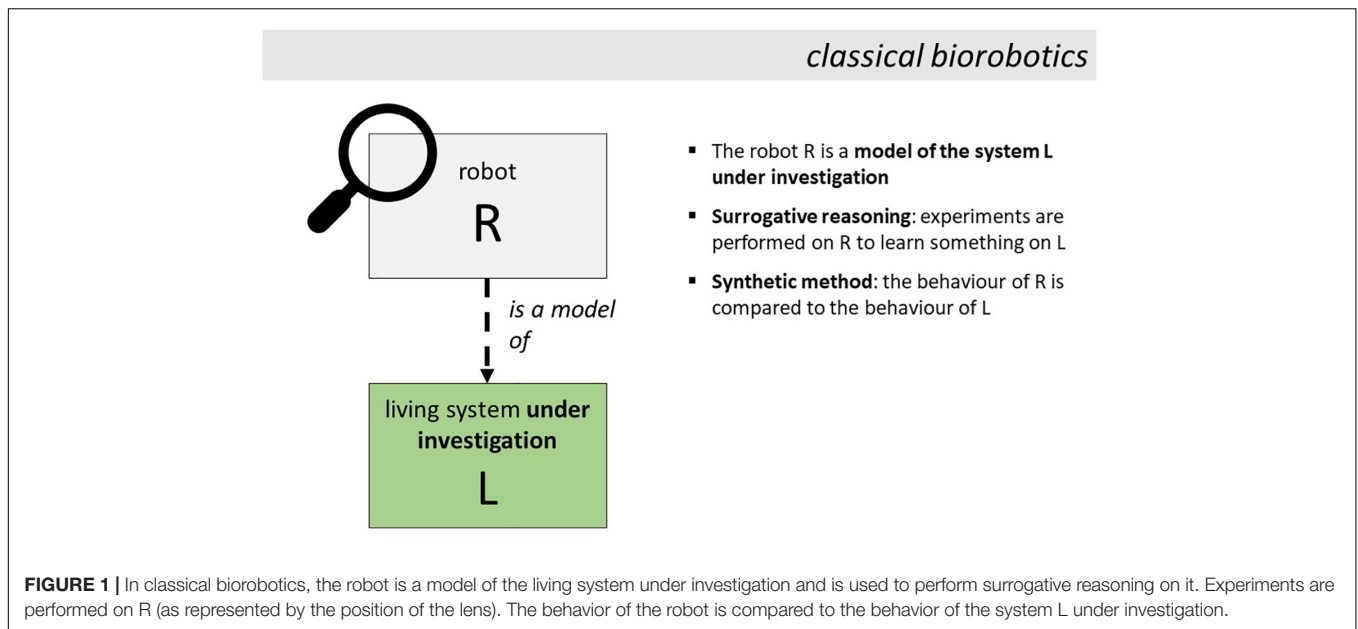 classical biorobotics
robot
R
is a model
of
living system under
investigation
L
▪ The robot R is a model of the system L
under investigation
▪ Surrogative reasoning: experiments are
performed on R to learn something on L
▪ Synthetic method: the behaviour of R is
compared to the behaviour of L
FIGURE 1 | In classical biorobotics, the robot is a model of the living system under investigation and is used to perform surrogative reasoning on it. Experiments are
performed on R (as represented by the position of the lens). The behavior of the robot is compared to the behavior of the system L under investigation.